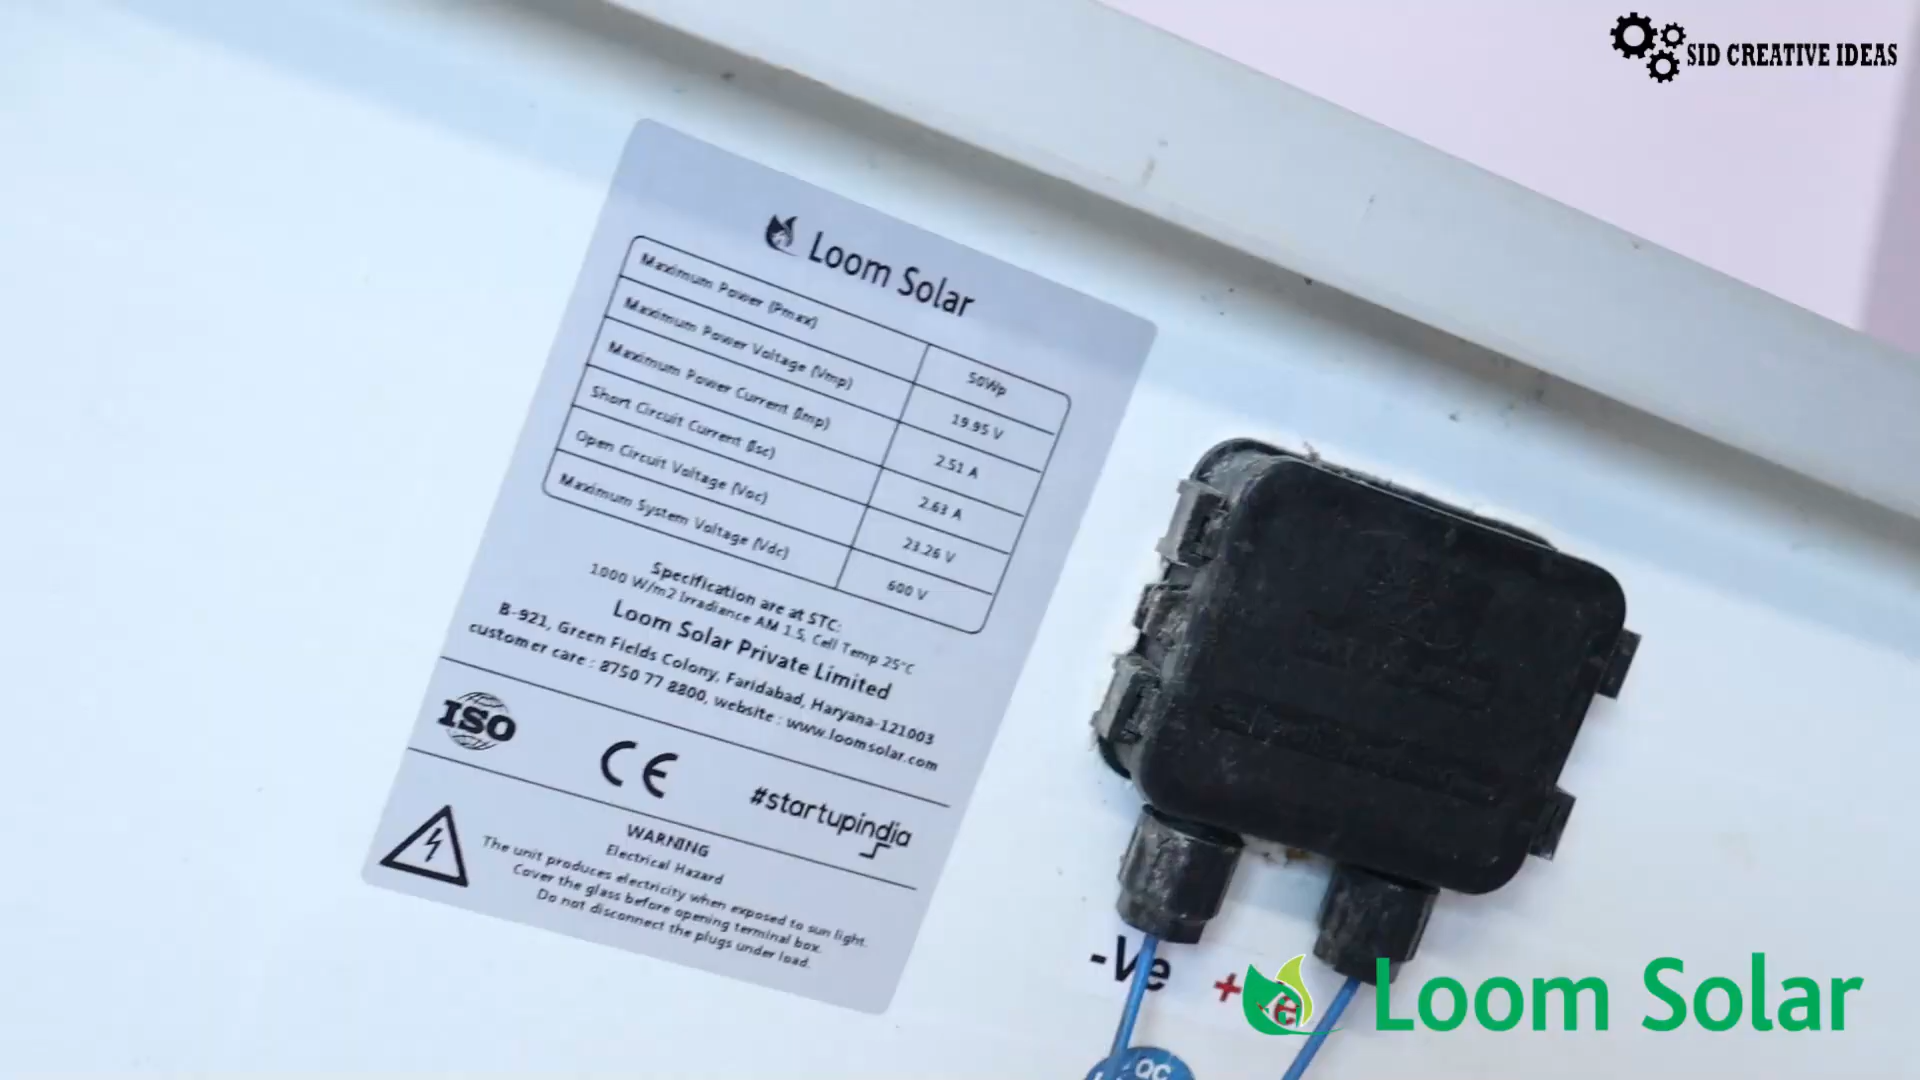 SID CREATIVE IDEAS
Loom Solar
Maximum Power (Pmax) 50Wp
Maximum Power Voltage (Vmp) 19.95 V
Maximum Power Current (Imp) 2.51 A
Short Circuit Current (Isc) 2.63 A
Open Circuit Voltage (Voc) 23.26 V
Maximum System Voltage (Vdc) 600 V
Specification are at STC:
1000 W/m2 Irradiance AM 1.5, Cell Temp 25°C
Loom Solar Private Limited
B-921, Green Fields Colony, Faridabad, Haryana-121003
customer care : 8750 77 8800, website : www.loomsolar.com
ISO
CE
#startupindia
WARNING
Electrical Hazard
The unit produces electricity when exposed to sun light.
Cover the glass before opening terminal box.
Do not disconnect the plugs under load.
-Ve
Loom Solar
QC